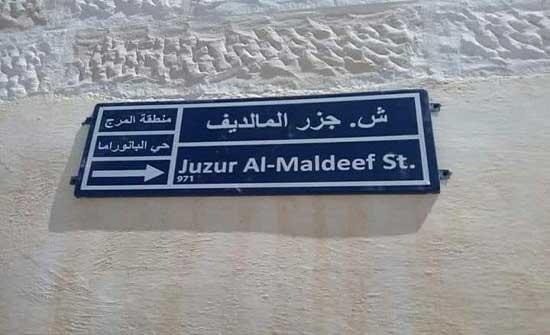 ش. جزر المالديف
Juzur Al-Maldeef St.
971
منطقة المرج
حي البانوراما